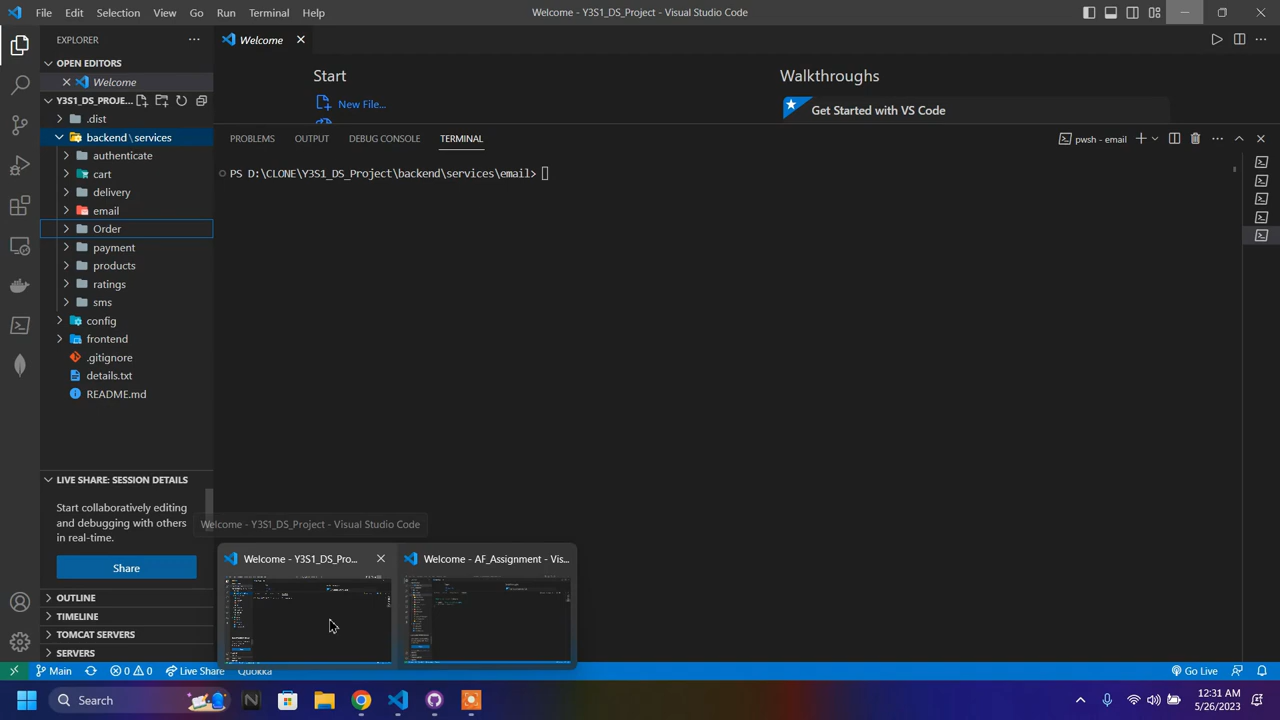 File Edit Selection View Go Run Terminal Help
Welcome - Y3S1_DS_Project - Visual Studio Code
EXPLORER
Welcome
OPEN EDITORS
Welcome
Y3S1_DS_PROJE...
.dist
backend \ services
authenticate
cart
delivery
email
Order
payment
products
ratings
sms
config
frontend
.gitignore
details.txt
README.md
Start
New File...
Walkthroughs
Get Started with VS Code
PROBLEMS OUTPUT DEBUG CONSOLE TERMINAL
pwsh - email
PS D:\CLONE\Y3S1_DS_Project\backend\services\email>
LIVE SHARE: SESSION DETAILS
Start collaboratively editing
and debugging with others
in real-time.
Share
OUTLINE
TIMELINE
TOMCAT SERVERS
SERVERS
Welcome - Y3S1_DS_Project - Visual Studio Code
Welcome - Y3S1_DS_Pro...
Welcome - AF_Assignment - Vis...
Main 0 0 Live Share Quokka
Go Live
Search
12:31 AM
5/26/2023